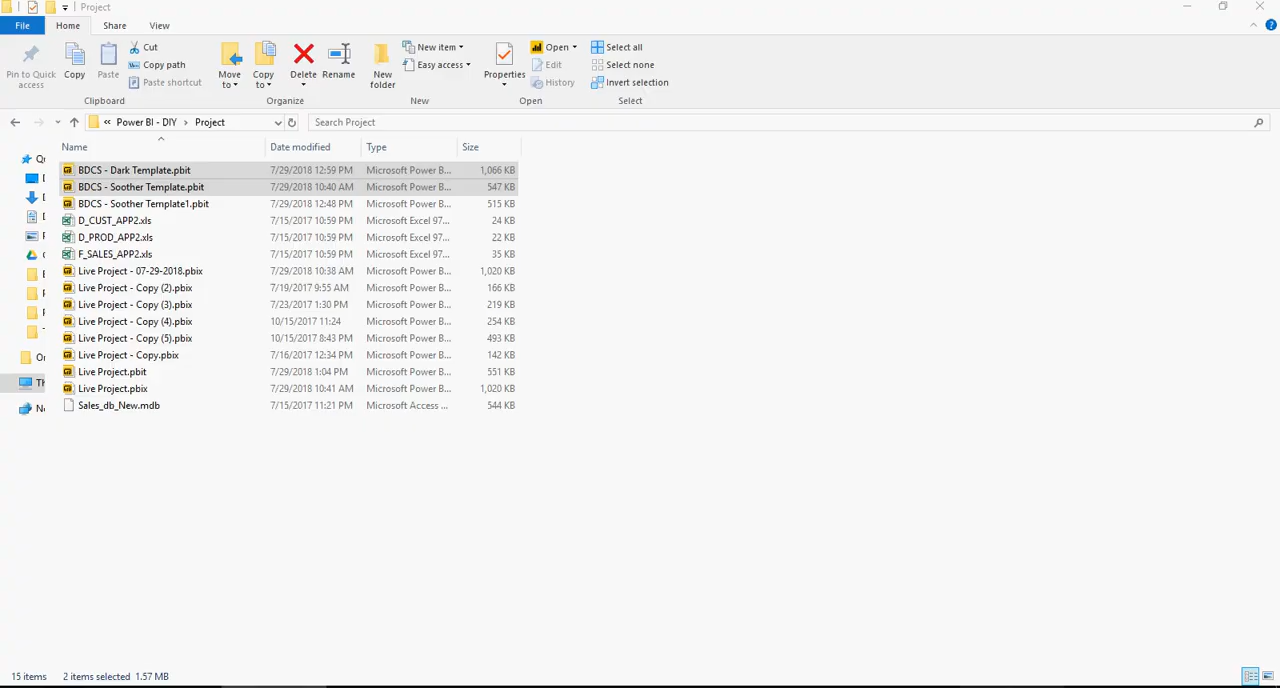 Project
File Home Share View
Pin to Quick access
Copy
Paste
Cut
Copy path
Paste shortcut
Clipboard
Move to
Copy to
Delete
Rename
Organize
New folder
New item
Easy access
New
Properties
Open
Edit
History
Open
Select all
Select none
Invert selection
Select
« Power BI - DIY › Project
Search Project
Name Date modified Type Size
BDCS - Dark Template.pbit 7/29/2018 12:59 PM Microsoft Power B... 1,066 KB
BDCS - Soother Template.pbit 7/29/2018 10:40 AM Microsoft Power B... 547 KB
BDCS - Soother Template1.pbit 7/29/2018 12:48 PM Microsoft Power B... 515 KB
D_CUST_APP2.xls 7/15/2017 10:59 PM Microsoft Excel 97... 24 KB
D_PROD_APP2.xls 7/15/2017 10:59 PM Microsoft Excel 97... 22 KB
F_SALES_APP2.xls 7/15/2017 10:59 PM Microsoft Excel 97... 35 KB
Live Project - 07-29-2018.pbix 7/29/2018 10:38 AM Microsoft Power B... 1,020 KB
Live Project - Copy (2).pbix 7/19/2017 9:55 AM Microsoft Power B... 166 KB
Live Project - Copy (3).pbix 7/23/2017 1:30 PM Microsoft Power B... 219 KB
Live Project - Copy (4).pbix 10/15/2017 11:24 Microsoft Power B... 254 KB
Live Project - Copy (5).pbix 10/15/2017 8:43 PM Microsoft Power B... 493 KB
Live Project - Copy.pbix 7/16/2017 12:34 PM Microsoft Power B... 142 KB
Live Project.pbit 7/29/2018 1:04 PM Microsoft Power B... 551 KB
Live Project.pbix 7/29/2018 10:41 AM Microsoft Power B... 1,020 KB
Sales_db_New.mdb 7/15/2017 11:21 PM Microsoft Access ... 544 KB
15 items 2 items selected 1.57 MB